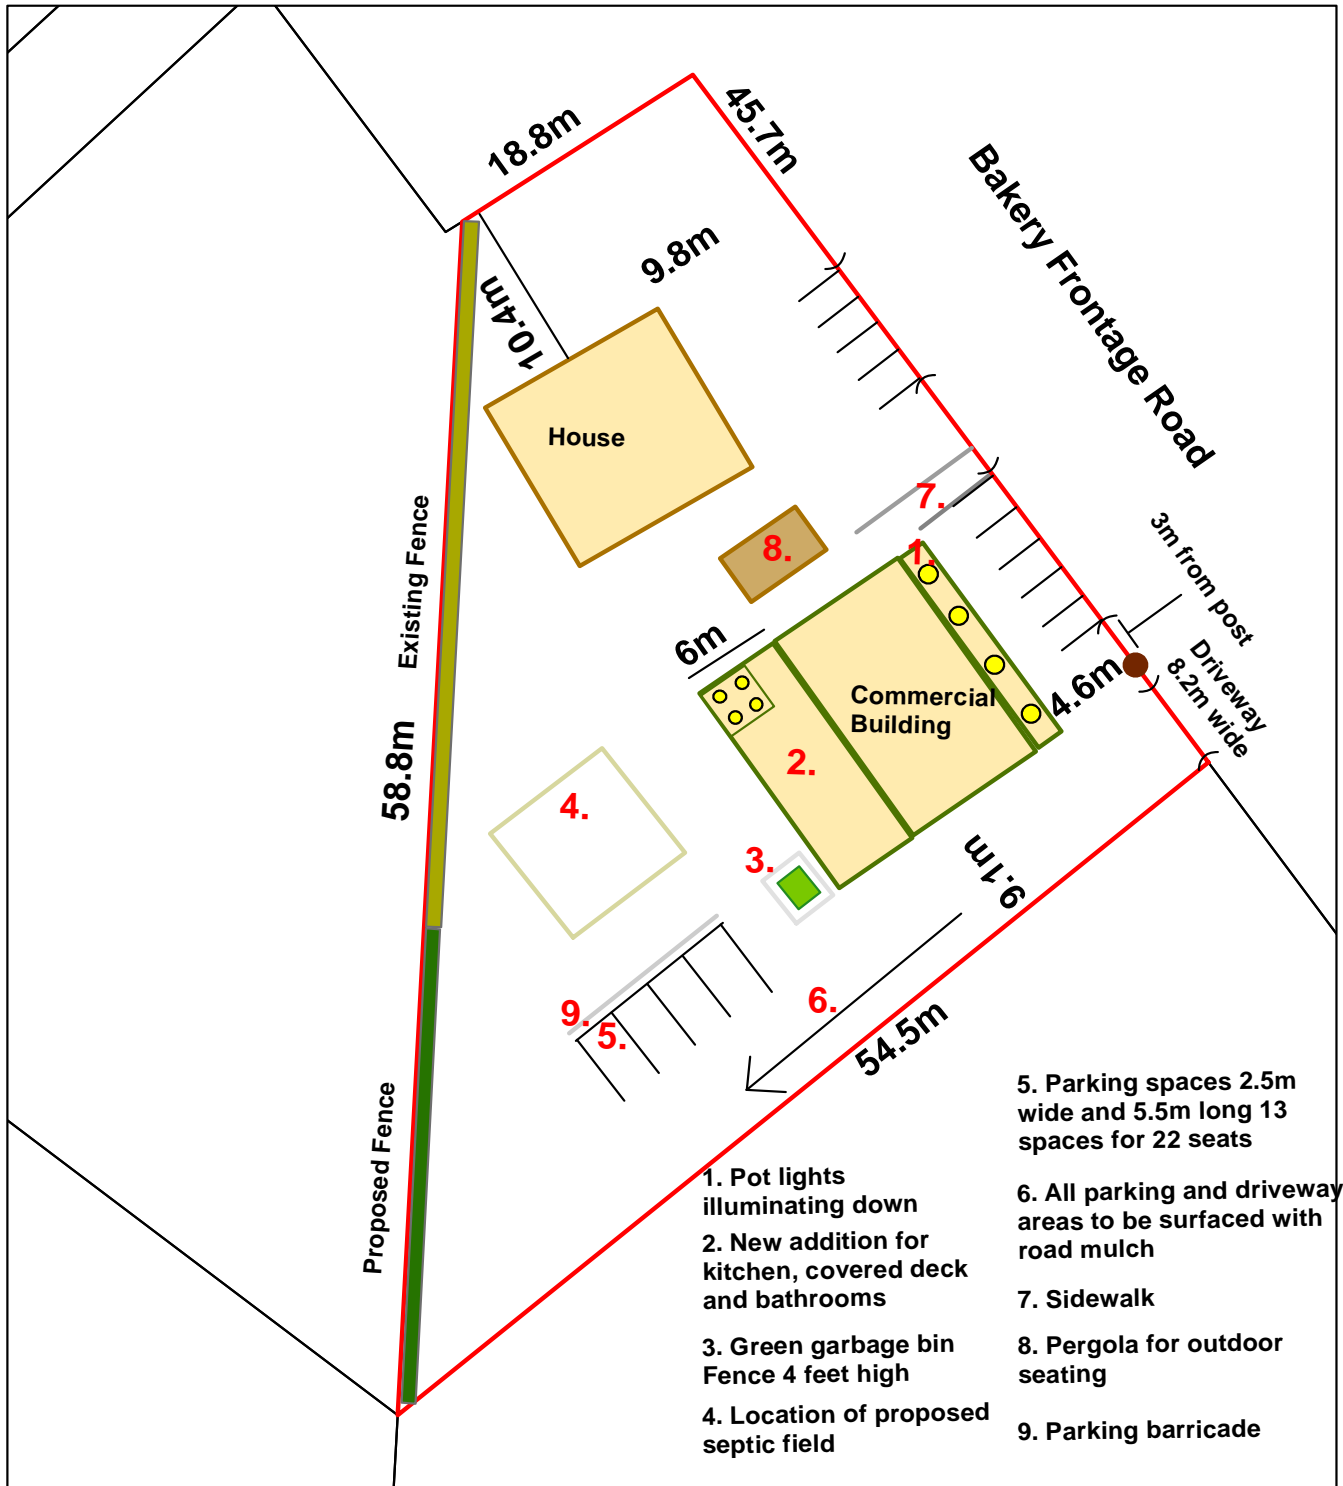 18.8m
45.7m
Bakery Frontage Road
9.8m
10.4m
House
7.
8.
1.
3m from post
Existing Fence
6m
Commercial
Building
4.6m
Driveway
8.2m wide
58.8m
2.
4.
3.
9.1m
6.
9.
5.
54.5m
Proposed Fence
1. Pot lights
illuminating down
2. New addition for
kitchen, covered deck
and bathrooms
3. Green garbage bin
Fence 4 feet high
4. Location of proposed
septic field
5. Parking spaces 2.5m
wide and 5.5m long 13
spaces for 22 seats
6. All parking and driveway
areas to be surfaced with
road mulch
7. Sidewalk
8. Pergola for outdoor
seating
9. Parking barricade